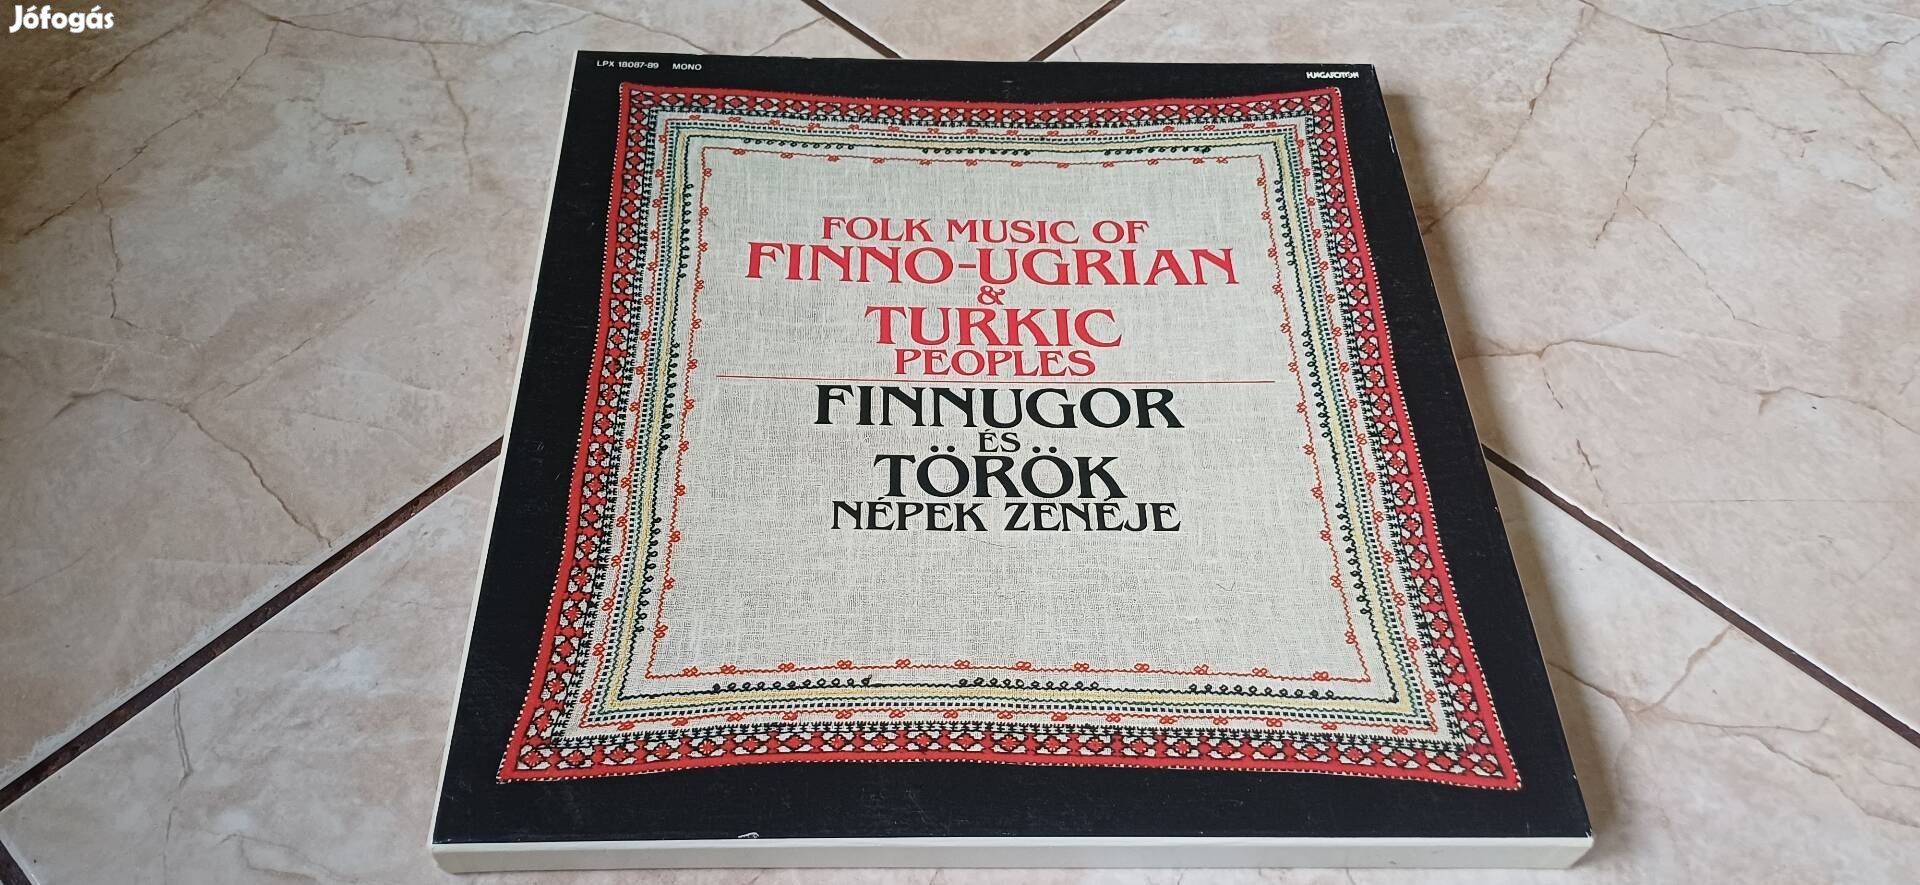 Jófogás
LPX 18087-89 MONO
HUNGAROTON
FOLK MUSIC OF
FINNO-UGRIAN
&
TURKIC
PEOPLES
FINNUGOR
ÉS
TÖRÖK
NÉPEK ZENÉJE